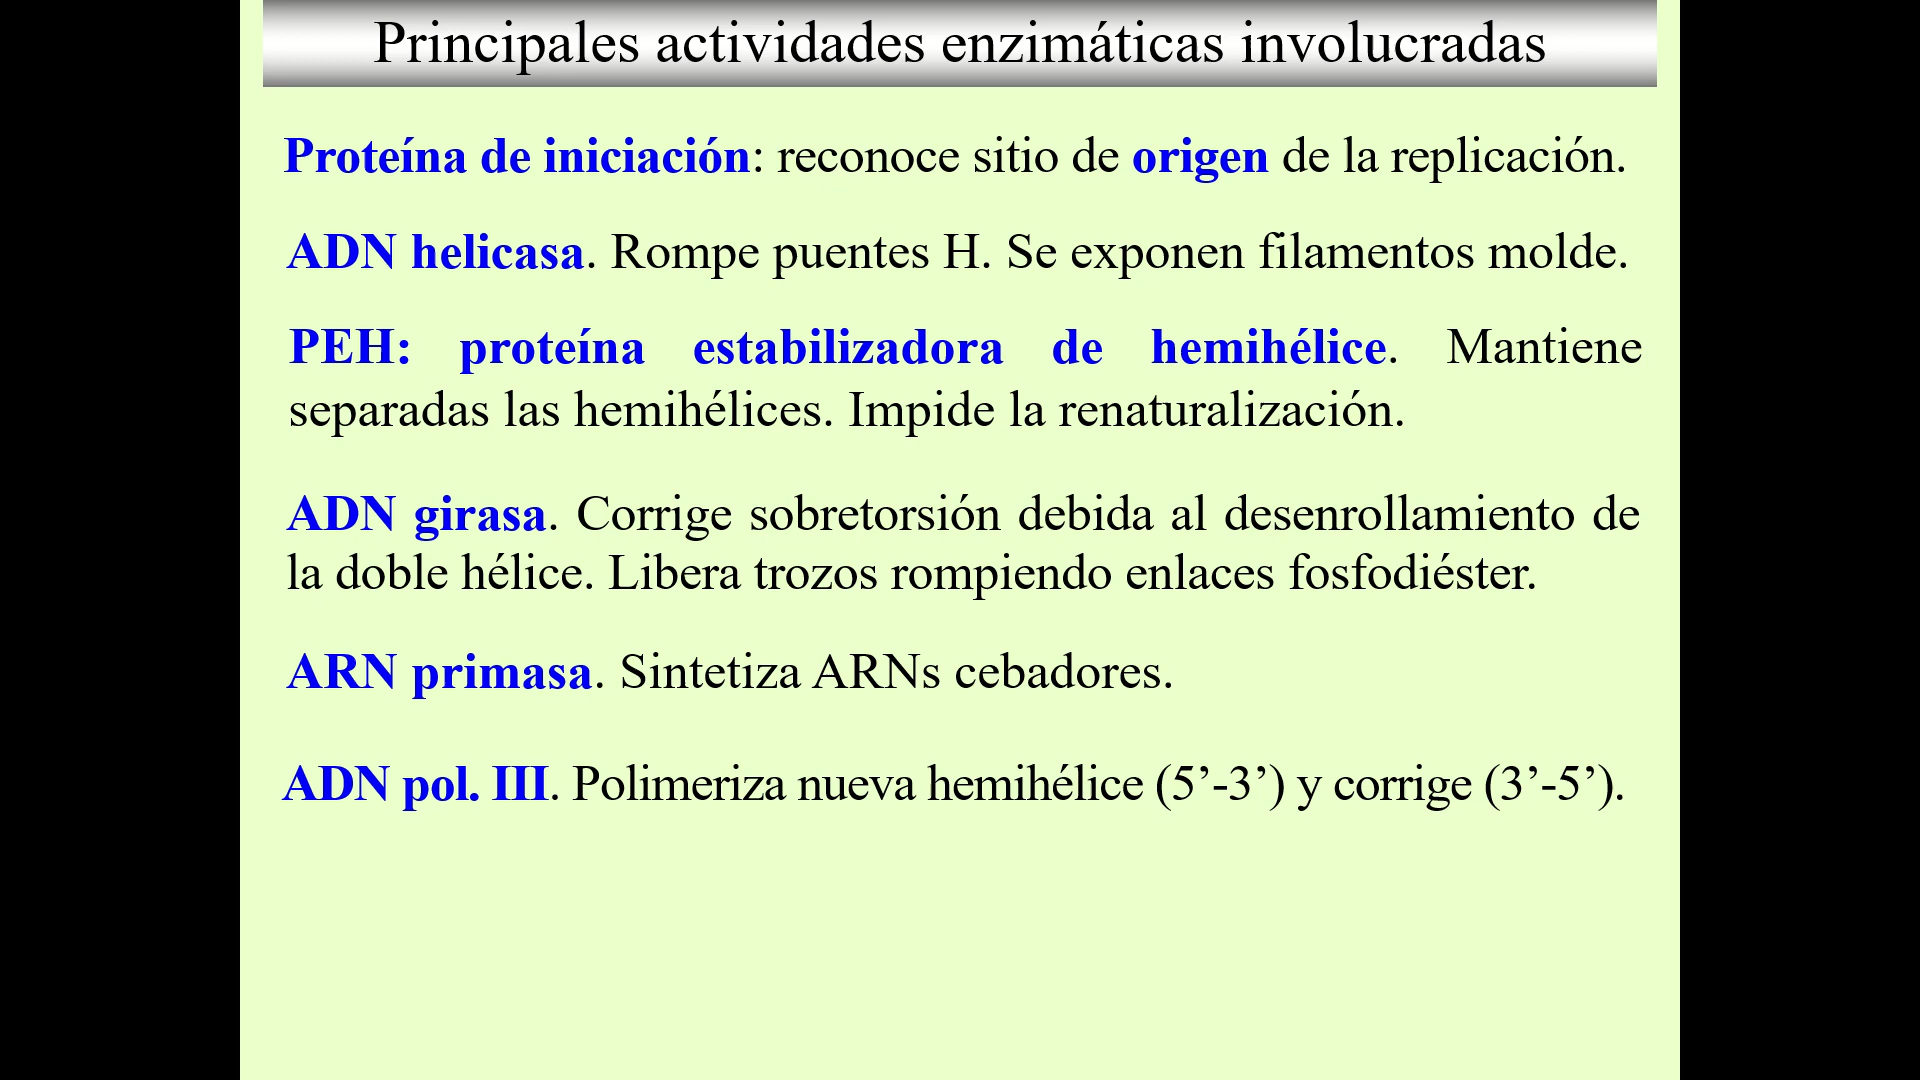 Principales actividades enzimáticas involucradas
Proteína de iniciación: reconoce sitio de origen de la replicación.
ADN helicasa. Rompe puentes H. Se exponen filamentos molde.
PEH: proteína estabilizadora de hemihélice. Mantiene
separadas las hemihélices. Impide la renaturalización.
ADN girasa. Corrige sobretorsión debida al desenrollamiento de
la doble hélice. Libera trozos rompiendo enlaces fosfodiéster.
ARN primasa. Sintetiza ARNs cebadores.
ADN pol. III. Polimeriza nueva hemihélice (5’-3’) y corrige (3’-5’).